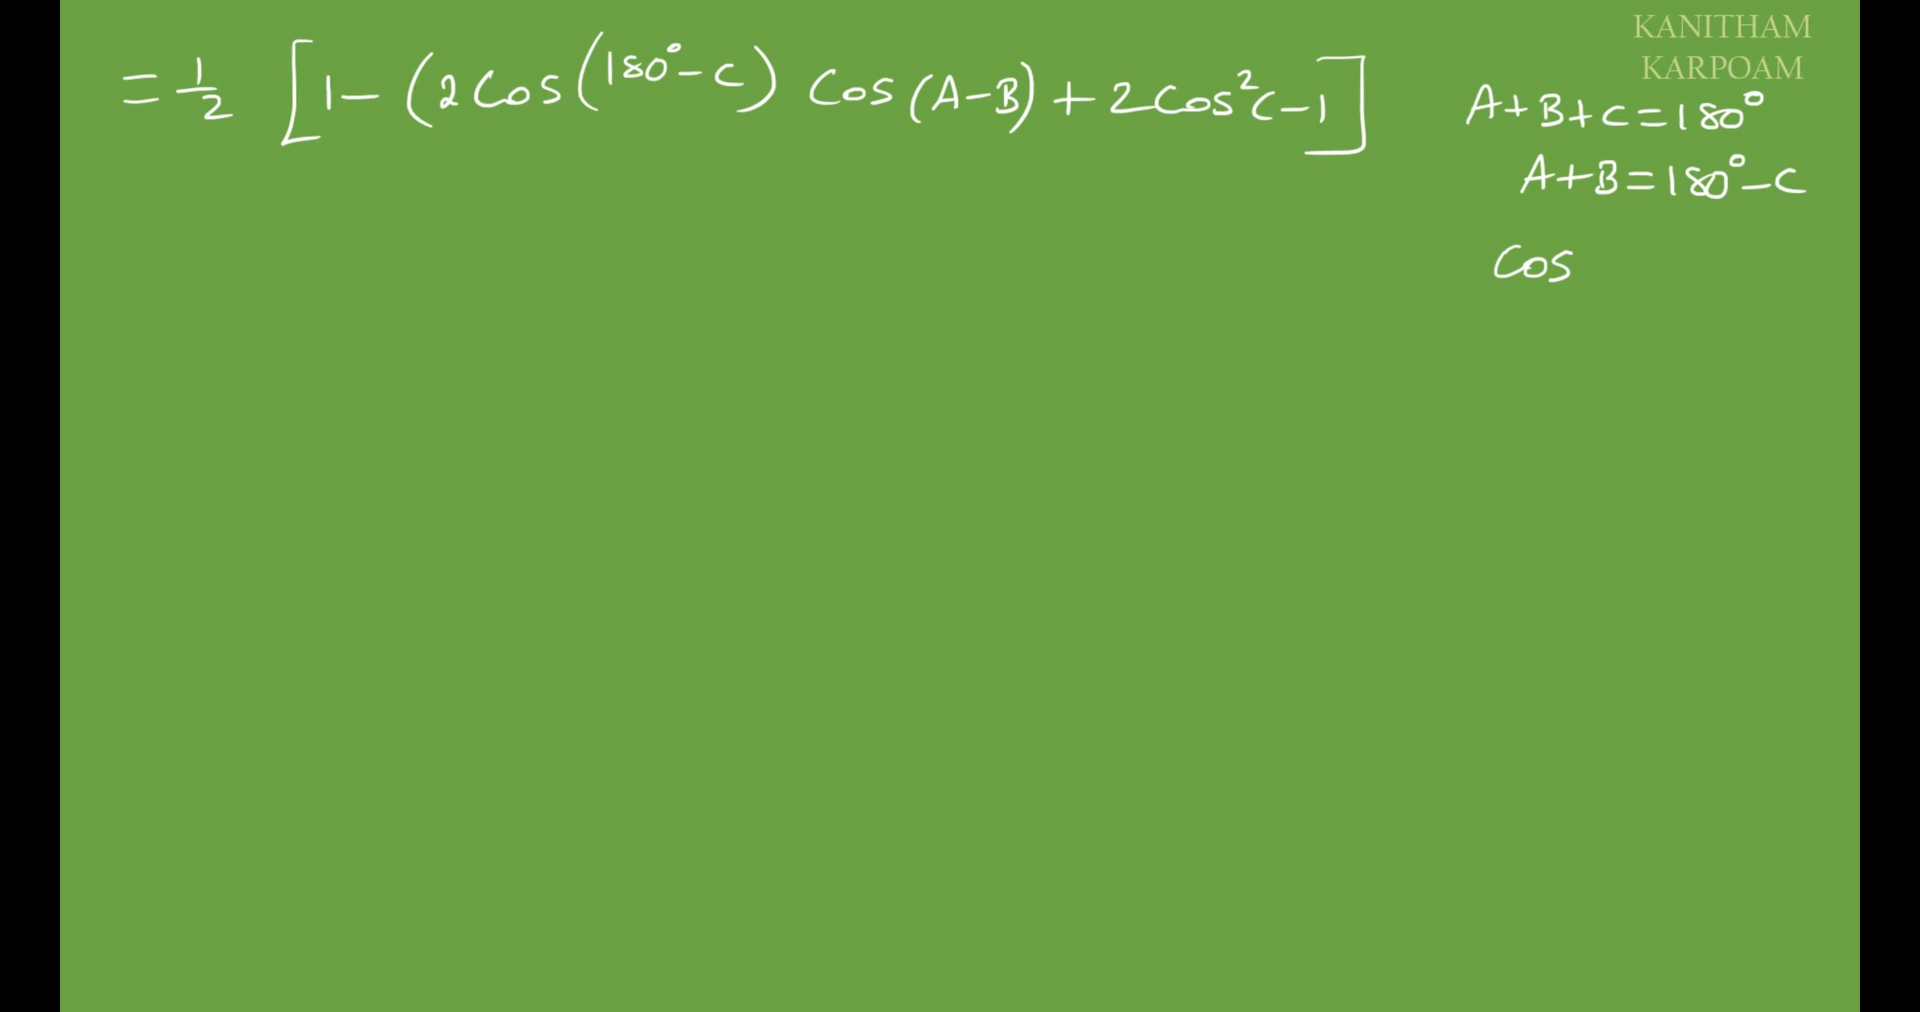 KANITHAM
KARPOAM
= 1/2 [1 - (2 Cos (180° - C) Cos (A-B) + 2 Cos² C - 1]
A + B + C = 180°
A + B = 180° - C
Cos